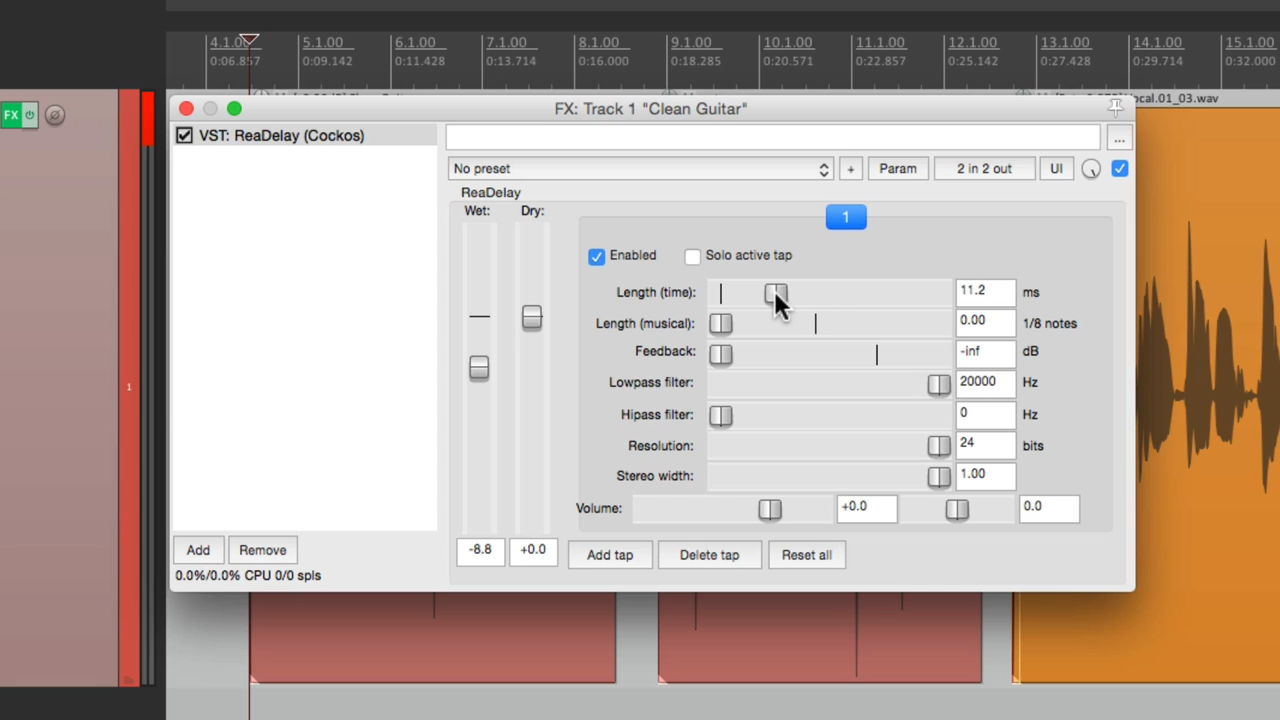 4.1.00 5.1.00 6.1.00 7.1.00 8.1.00 9.1.00 10.1.00 11.1.00 12.1.00 13.1.00 14.1.00 15.1.00
0:06.857 0:09.142 0:11.428 0:13.714 0:16.000 0:18.285 0:20.571 0:22.857 0:25.142 0:27.428 0:29.714 0:32.000
ocal.01_03.wav
FX: Track 1 "Clean Guitar"
FX
VST: ReaDelay (Cockos)
...
No preset + Param 2 in 2 out UI
ReaDelay
Wet: Dry:
1
Enabled Solo active tap
Length (time): 11.2 ms
Length (musical): 0.00 1/8 notes
Feedback: -inf dB
Lowpass filter: 20000 Hz
1
Hipass filter: 0 Hz
Resolution: 24 bits
Stereo width: 1.00
Volume: +0.0 0.0
Add Remove
-8.8 +0.0 Add tap Delete tap Reset all
0.0%/0.0% CPU 0/0 spls